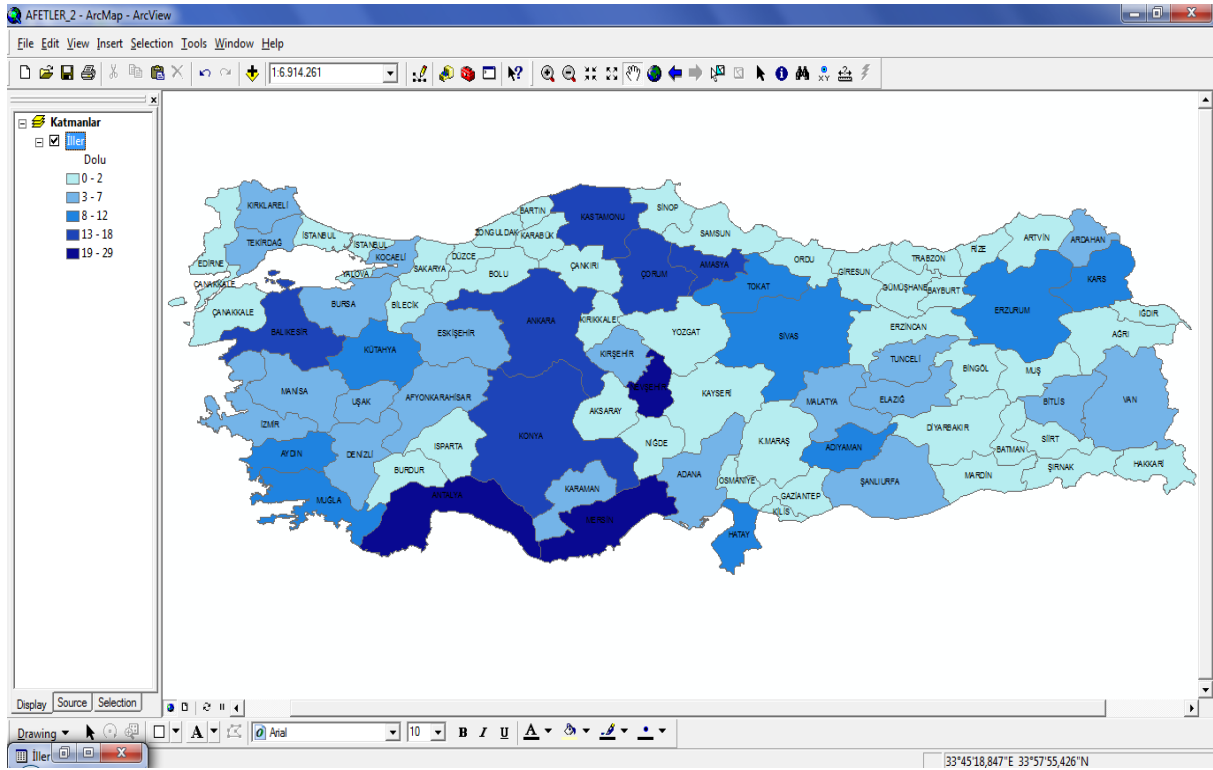 AFETLER_2 - ArcMap - ArcView
File Edit View Insert Selection Tools Window Help
1:6.914.261
Katmanlar
İller
Dolu
0 - 2
3 - 7
8 - 12
13 - 18
19 - 29
KIRKLARELİ
TEKİRDAĞ
EDİRNE
İSTANBUL
İSTANBUL
KOCAELİ
YALOVA
SAKARYA
DÜZCE
ZONGULDAK
BARTIN
KARABÜK
KASTAMONU
SİNOP
SAMSUN
ORDU
GİRESUN
TRABZON
RİZE
ARTVİN
ARDAHAN
ÇANAKKALE
ÇANAKKALE
BALIKESİR
BURSA
BİLECİK
BOLU
ÇANKIRI
ÇORUM
AMASYA
TOKAT
GÜMÜŞHANE
BAYBURT
ERZURUM
KARS
IĞDIR
AĞRI
KÜTAHYA
ESKİŞEHİR
ANKARA
KIRIKKALE
YOZGAT
SİVAS
ERZİNCAN
TUNCELİ
BİNGÖL
MUŞ
MANİSA
UŞAK
AFYONKARAHİSAR
KIRŞEHİR
NEVŞEHİR
KAYSERİ
MALATYA
ELAZIĞ
BİTLİS
VAN
İZMİR
AYDIN
DENİZLİ
ISPARTA
BURDUR
KONYA
AKSARAY
NİĞDE
K.MARAŞ
ADIYAMAN
DİYARBAKIR
BATMAN
SİİRT
ŞIRNAK
HAKKARİ
MUĞLA
ANTALYA
KARAMAN
MERSİN
ADANA
OSMANİYE
GAZİANTEP
KİLİS
ŞANLIURFA
MARDİN
HATAY
Display Source Selection
Drawing
A
Arial
10
B I U A
İller
33°45'18,847"E 33°57'55,426"N